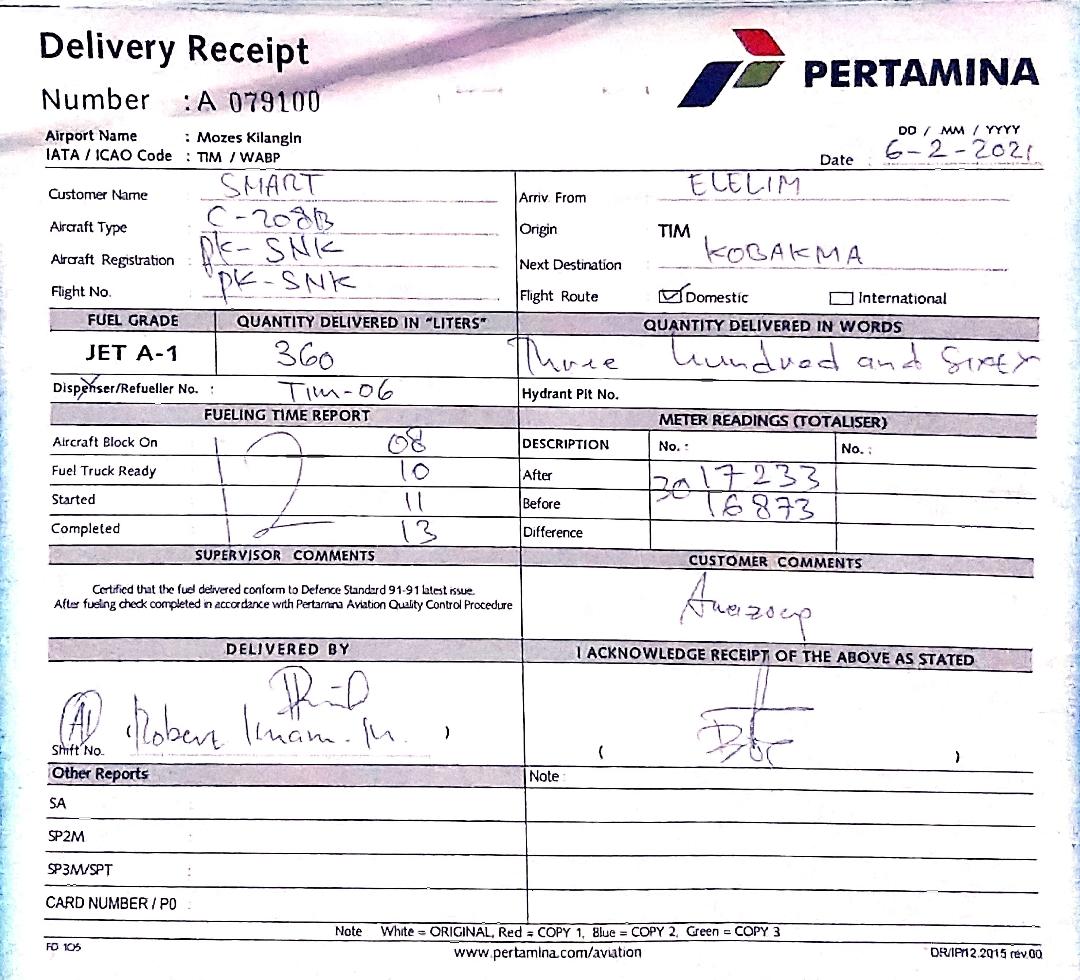 Delivery Receipt
PERTAMINA
Number : A 079100
Airport Name : Mozes Kilangin
IATA / ICAO Code : TIM / WABP
DD / MM / YYYY
Date : 6-2-2021
Customer Name : SMART
Arriv From ELELIM
Aircraft Type : C-208B
Origin TIM
Aircraft Registration : PK-SNK
Next Destination KOBAKMA
Flight No. : PK-SNK
Flight Route Domestic International
FUEL GRADE QUANTITY DELIVERED IN "LITERS" QUANTITY DELIVERED IN WORDS
JET A-1 360 Three hundred and Sixty
Dispenser/Refueller No. : TIM-06 Hydrant Pit No.
FUELING TIME REPORT METER READINGS (TOTALISER)
Aircraft Block On 12 08 DESCRIPTION No. : No. :
Fuel Truck Ready 10 After 3017233
Started 11 Before 16873
Completed 13 Difference
SUPERVISOR COMMENTS CUSTOMER COMMENTS
Certified that the fuel delivered conform to Defence Standard 91-91 latest issue.
After fueling check completed in accordance with Pertamina Aviation Quality Control Procedure
DELIVERED BY I ACKNOWLEDGE RECEIPT OF THE ABOVE AS STATED
(Robert )
Shift No. ( )
Other Reports Note :
SA :
SP2M :
SP3M/SPT :
CARD NUMBER / PO :
Note White = ORIGINAL, Red = COPY 1, Blue = COPY 2, Green = COPY 3
FD 105 www.pertamina.com/aviation DR/IP/12.2015 rev.00